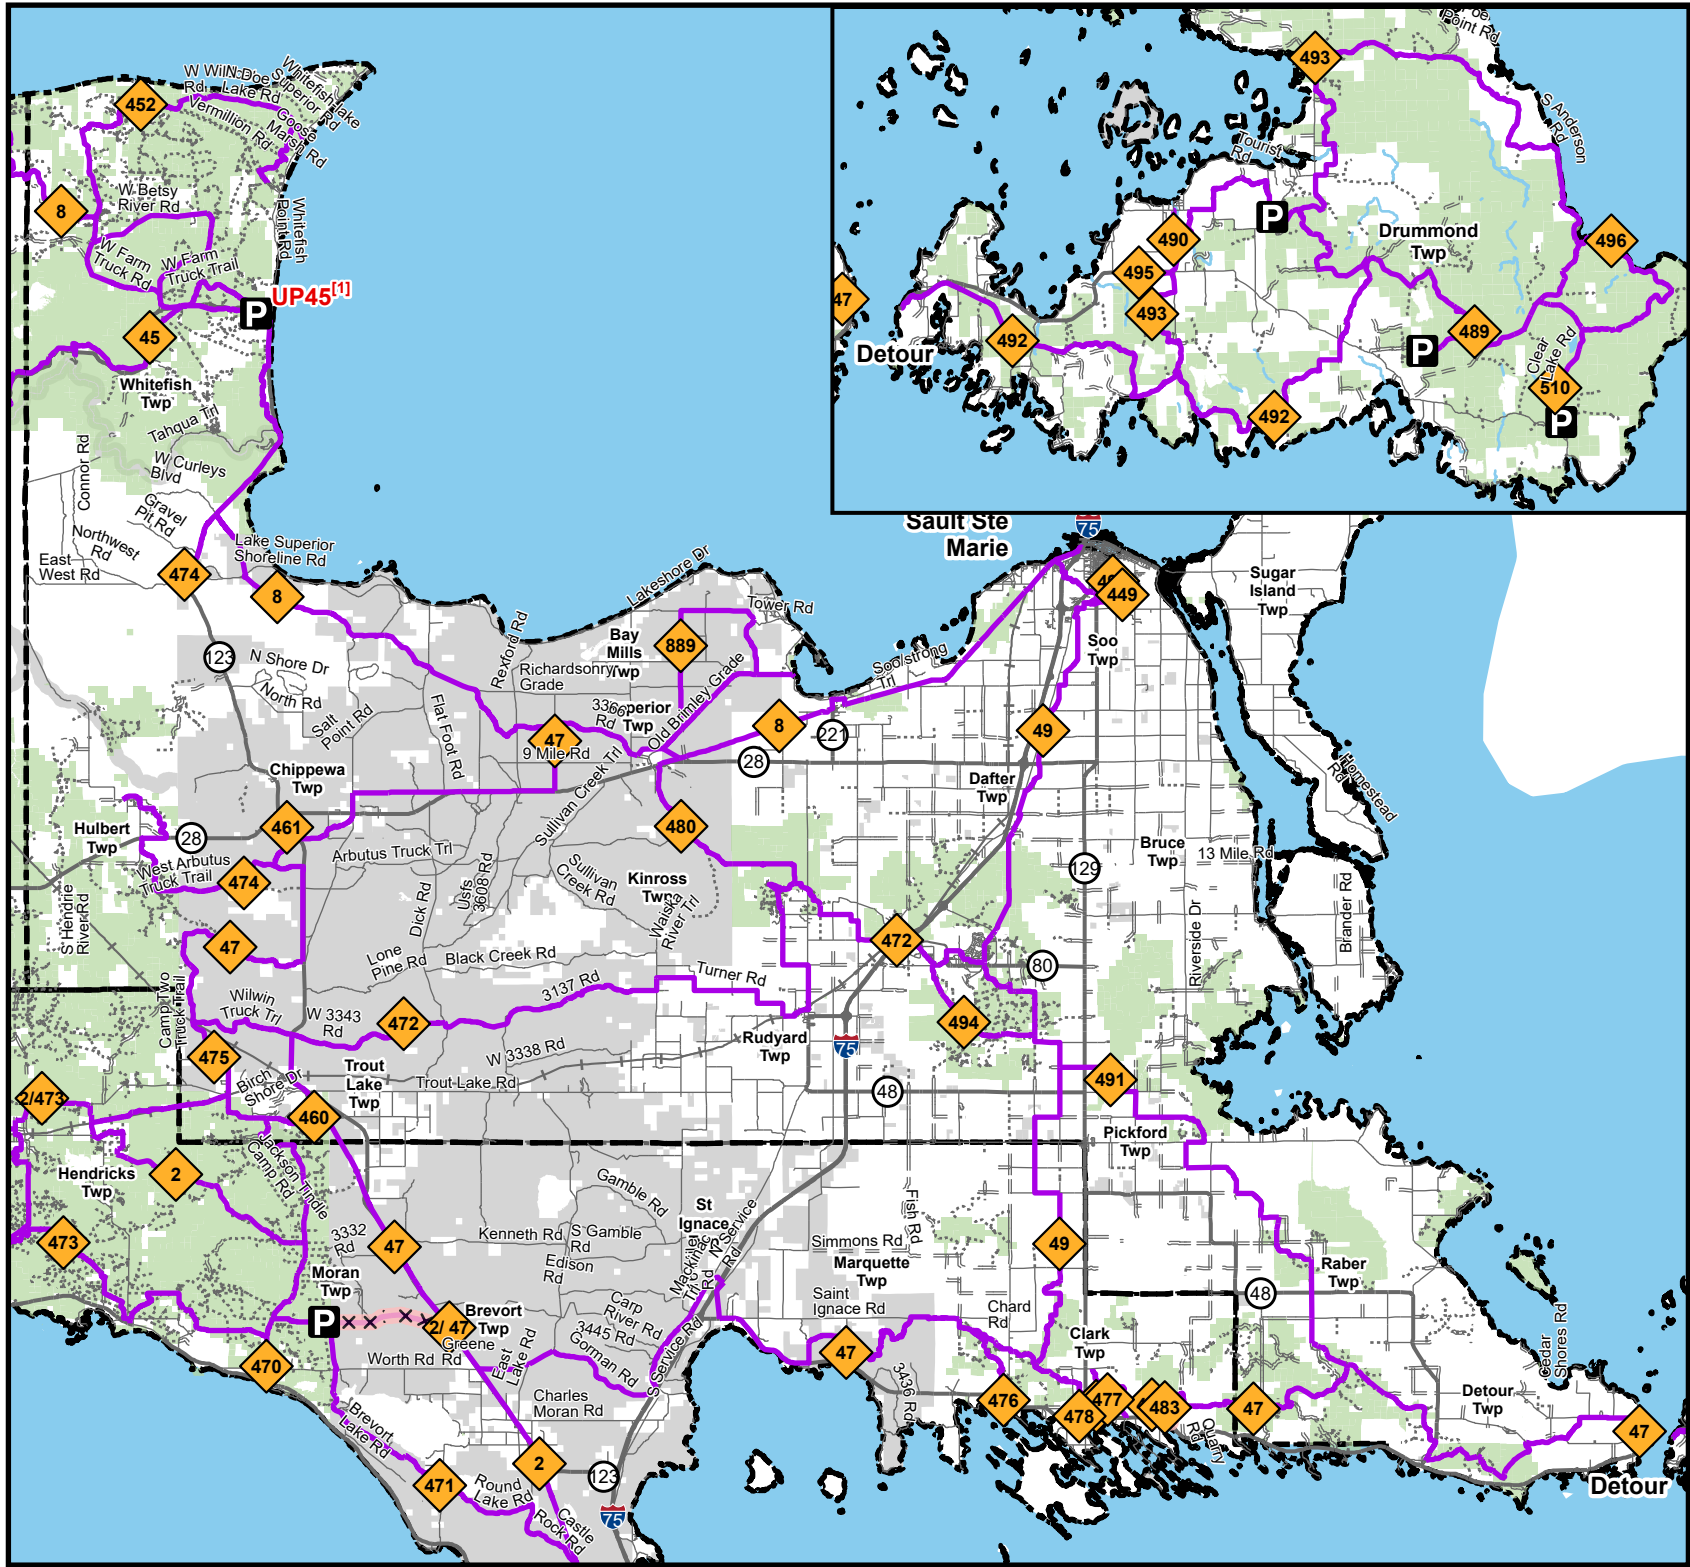 452
W Wil
N Doe
Rd
Lake Rd
Superior
Rd
Whitefish Lake
Vermillion Rd
Goose
Marsh Rd
8
W Betsy
River Rd
Whitefish
Point Rd
W Farm
Truck Rd
W Farm
Truck Trail
UP45[1]
P
45
Whitefish
Twp
Tahqua Trl
W Curleys
Blvd
Connor Rd
Gravel
Pit Rd
Northwest
Rd
East
West Rd
Lake Superior
Shoreline Rd
474
8
123
N Shore Dr
North Rd
Salt
Point Rd
Flat Foot Rd
Rexford Rd
Lakeshore Dr
Tower Rd
Bay
Mills
Twp
889
Richardsonry
Grade
3366
Rd
perior
Twp
Old Brimley Grade
47
9 Mile Rd
Sullivan Creek Trl
8
221
28
Soo strong
Trl
Sault Ste
Marie
75
449
Soo
Twp
Sugar
Island
Twp
49
Dafter
Twp
Homestead
Rd
Chippewa
Twp
Hulbert
Twp
28
461
West Arbutus
Truck Trail
474
Arbutus Truck Trl
480
Sullivan
Creek Rd
Kinross
Twp
Waiska
River Trl
Usfs
3608 Rd
Dick Rd
S Hendrie
River Rd
47
Lone
Pine Rd
Black Creek Rd
472
80
129
Bruce
Twp
13 Mile Rd
Riverside Dr
Brander Rd
Camp Two
Truck Trail
Wilwin
Truck Trl
W 3343
Rd
472
3137 Rd
Turner Rd
Rudyard
Twp
494
75
475
Trout
Lake
Twp
W 3338 Rd
Trout Lake Rd
48
491
2/473
Birch
Shore Dr
460
Pickford
Twp
Hendricks
Twp
2
Jackson Tindle
Camp Rd
Gamble Rd
St
Ignace
Twp
Kenneth Rd
S Gamble
Rd
Edison
Rd
Mackinac
Trl
N Service
Rd
Fish Rd
Simmons Rd
Marquette
Twp
49
Raber
Twp
473
3332
Rd
47
Moran
Twp
P
2/ 47
Brevort
Twp
Greene
Rd
Worth Rd
East
Lake Rd
Carp
River Rd
3445 Rd
Gorman Rd
S Service Rd
Saint
Ignace Rd
Chard
Rd
Clark
Twp
48
Cedar
Shores Rd
470
47
3436 Rd
476
477
478
483
47
Quarry
Rd
Detour
Twp
47
Detour
Charles
Moran Rd
Brevort
Lake Rd
471
Round
Lake Rd
2
123
75
Castle
Rock Rd
Point Rd
493
S Anderson
Rd
Tourist
Rd
P
490
Drummond
Twp
496
495
493
47
492
Detour
489
P
Clear
Lake Rd
510
P
492